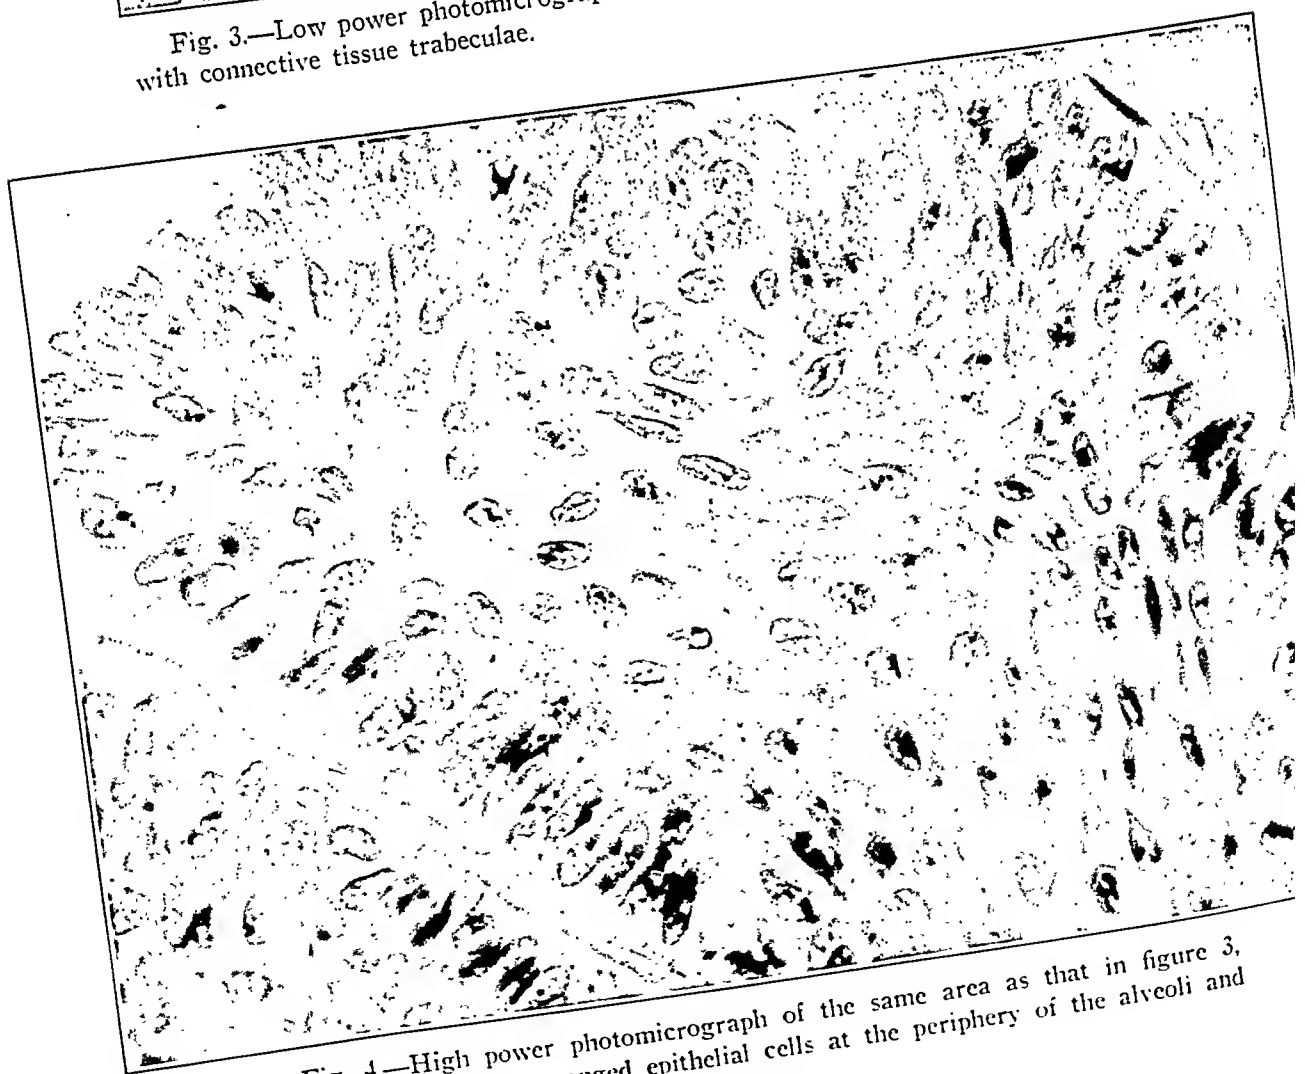 Fig. 3.—Low power
with connective tissue trabeculae.
4.—High power photomicrograph of the same area as that in figure 3,
epithelial cells at the periphery of the alveoli and